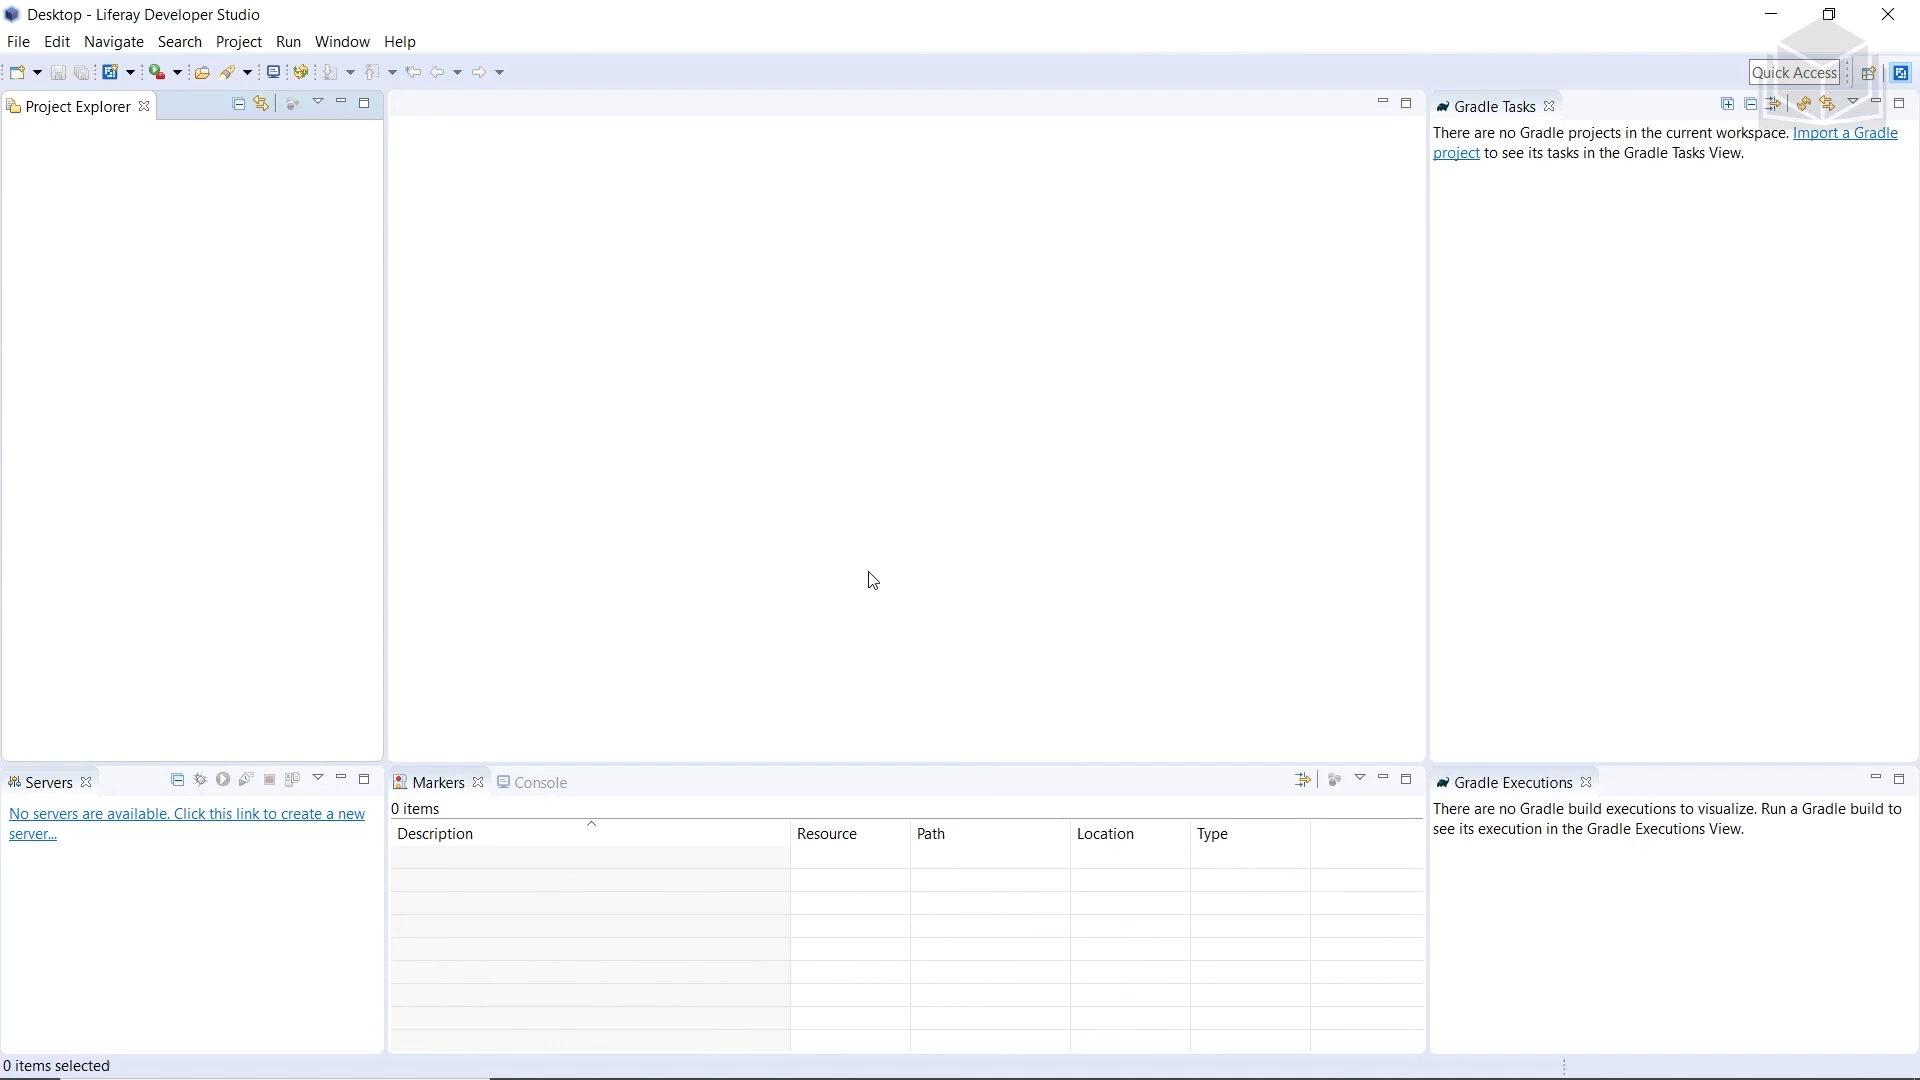 Desktop - Liferay Developer Studio
File Edit Navigate Search Project Run Window Help
Quick Access
Project Explorer
Gradle Tasks
There are no Gradle projects in the current workspace. Import a Gradle
project to see its tasks in the Gradle Tasks View.
Servers
No servers are available. Click this link to create a new
server...
Markers Console
0 items
Description Resource Path Location Type
Gradle Executions
There are no Gradle build executions to visualize. Run a Gradle build to
see its execution in the Gradle Executions View.
0 items selected